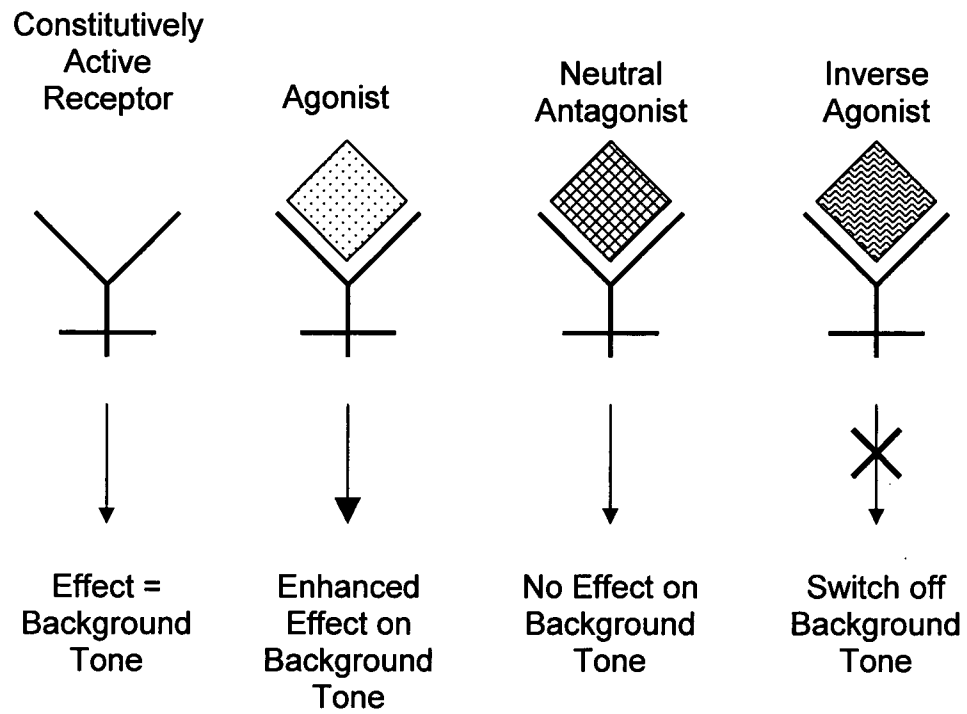 Constitutively
Active
Receptor
Agonist
Neutral
Antagonist
Inverse
Agonist
Effect =
Background
Tone
Enhanced
Effect on
Background
Tone
No Effect on
Background
Tone
Switch off
Background
Tone